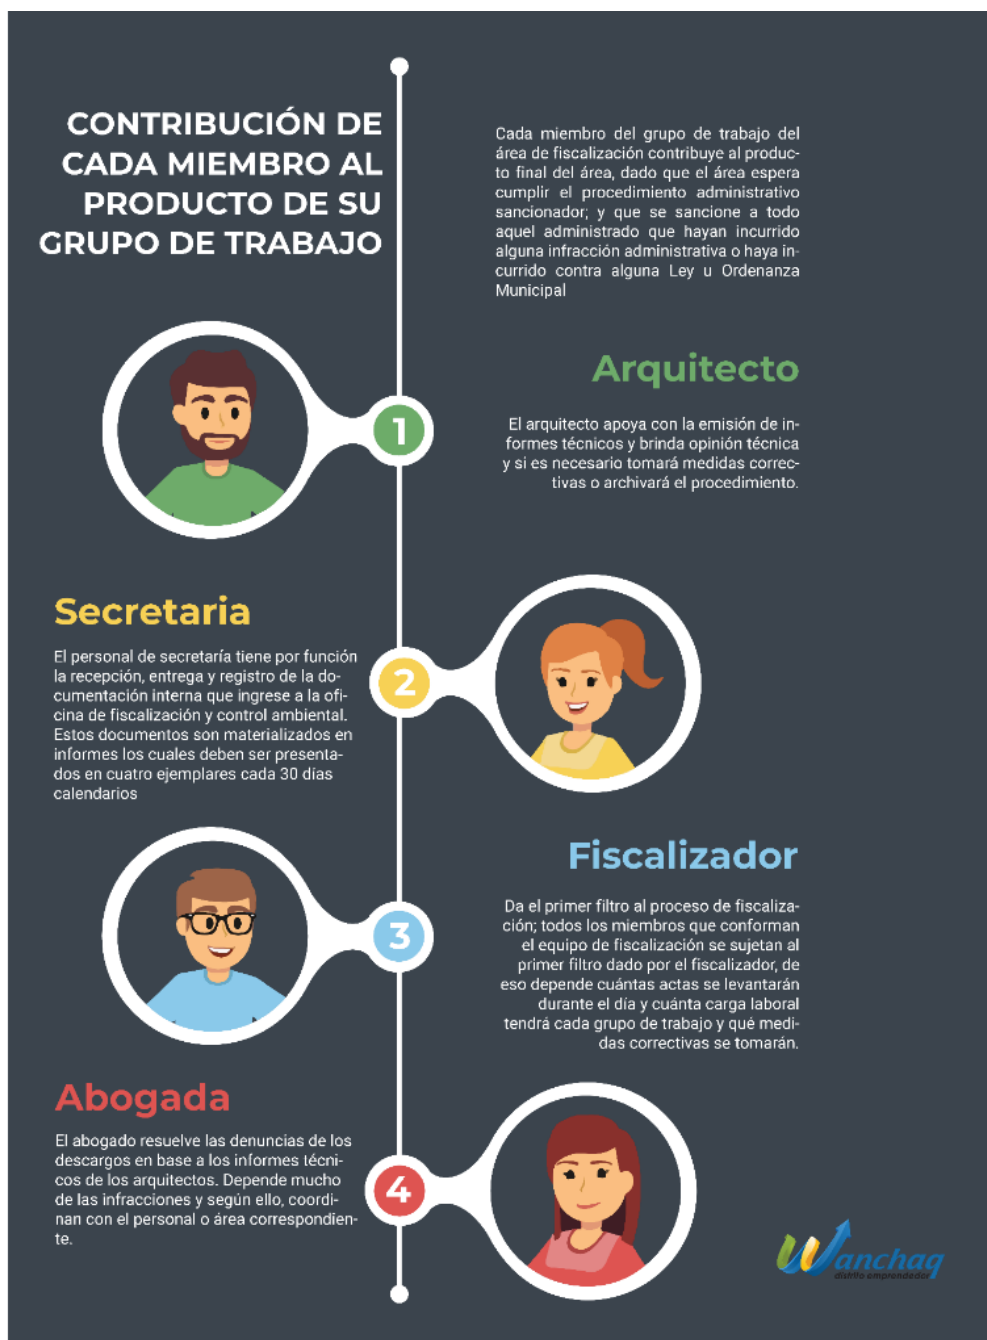 CONTRIBUCIÓN DE
CADA MIEMBRO AL
PRODUCTO DE SU
GRUPO DE TRABAJO
Cada miembro del grupo de trabajo del
área de fiscalización contribuye al produc-
to final del área, dado que el área espera
cumplir el procedimiento administrativo
sancionador; y que se sancione a todo
aquel administrado que hayan incurrido
alguna infracción administrativa o haya in-
currido contra alguna Ley u Ordenanza
Municipal
1
Arquitecto
El arquitecto apoya con la emisión de in-
formes técnicos y brinda opinión técnica
y si es necesario tomará medidas correc-
tivas o archivará el procedimiento.
Secretaria
El personal de secretaría tiene por función
la recepción, entrega y registro de la do-
cumentación interna que ingrese a la ofi-
cina de fiscalización y control ambiental.
Estos documentos son materializados en
informes los cuales deben ser presenta-
dos en cuatro ejemplares cada 30 días
calendarios
2
3
Fiscalizador
Da el primer filtro al proceso de fiscaliza-
ción; todos los miembros que conforman
el equipo de fiscalización se sujetan al
primer filtro dado por el fiscalizador, de
eso depende cuántas actas se levantarán
durante el día y cuánta carga laboral
tendrá cada grupo de trabajo y qué medi-
das correctivas se tomarán.
Abogada
El abogado resuelve las denuncias de los
descargos en base a los informes técni-
cos de los arquitectos. Depende mucho
de las infracciones y según ello, coordi-
nan con el personal o área correspondien-
te.
4
Wanchaq
distrito emprendedor